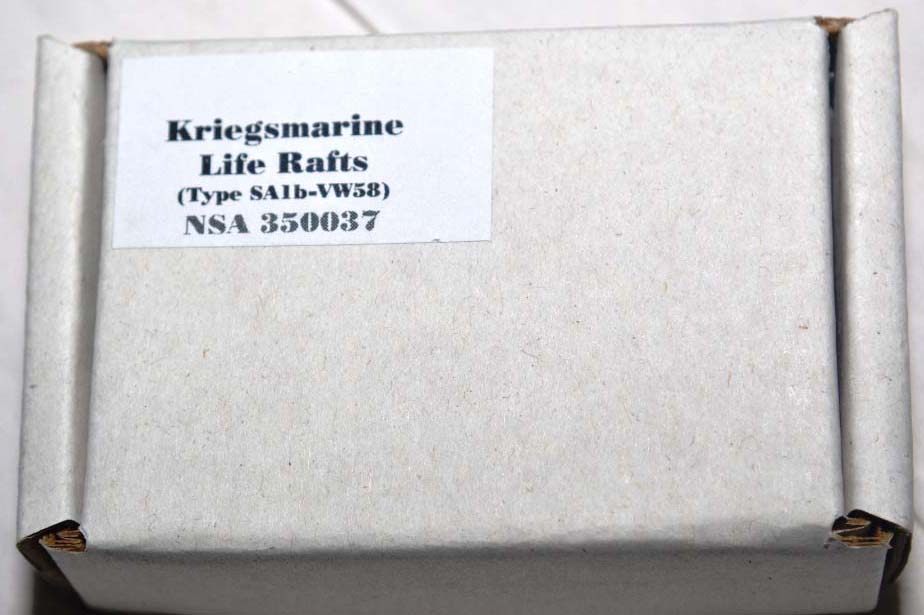 Kriegsmarine
Life Rafts
(Type SA1b-VW58)
NSA 350037